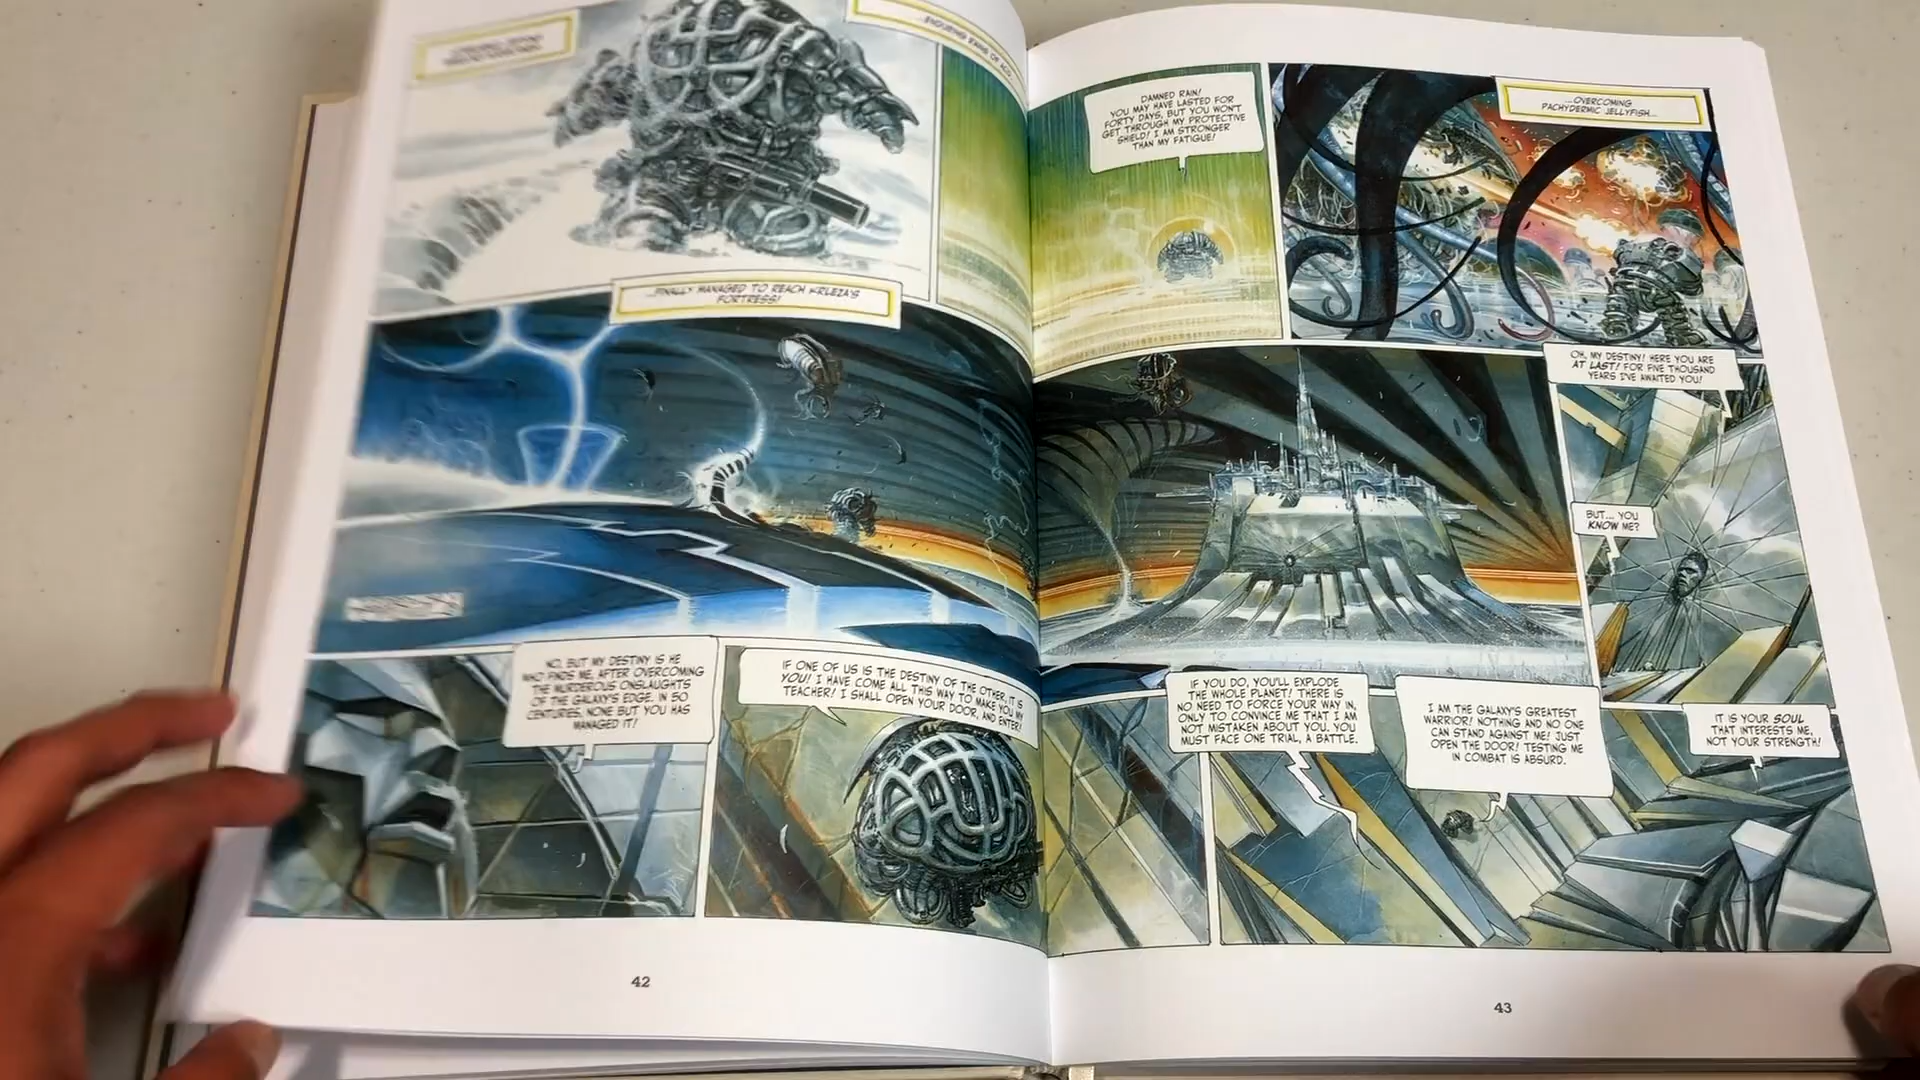 ...ENDURING RAINS OF ACID...
DAMNED RAIN!
YOU MAY HAVE LASTED FOR
FORTY DAYS, BUT YOU WON'T
GET THROUGH MY PROTECTIVE
SHIELD! I AM STRONGER
THAN MY FATIGUE!
...OVERCOMING
PACHYDERMIC JELLYFISH...
...FINALLY MANAGED TO REACH KRLEZA'S
FORTRESS!
OH, MY DESTINY! HERE YOU ARE
AT LAST! FOR FIVE THOUSAND
YEARS I'VE AWAITED YOU!
BUT... YOU
KNOW ME?
NO, BUT MY DESTINY IS HE
WHO FINDS ME, AFTER OVERCOMING
THE MURDEROUS ONSLAUGHTS
OF THE GALAXY'S EDGE. IN 50
CENTURIES, NONE BUT YOU HAS
MANAGED IT!
IF ONE OF US IS THE DESTINY OF THE OTHER, IT IS
YOU! I HAVE COME ALL THIS WAY TO MAKE YOU MY
TEACHER! I SHALL OPEN YOUR DOOR, AND ENTER!
IF YOU DO, YOU'LL EXPLODE
THE WHOLE PLANET! THERE IS
NO NEED TO FORCE YOUR WAY IN,
ONLY TO CONVINCE ME THAT I AM
NOT MISTAKEN ABOUT YOU. YOU
MUST FACE ONE TRIAL, A BATTLE.
I AM THE GALAXY'S GREATEST
WARRIOR! NOTHING AND NO ONE
CAN STAND AGAINST ME! JUST
OPEN THE DOOR! TESTING ME
IN COMBAT IS ABSURD.
IT IS YOUR SOUL
THAT INTERESTS ME,
NOT YOUR STRENGTH!
42
43